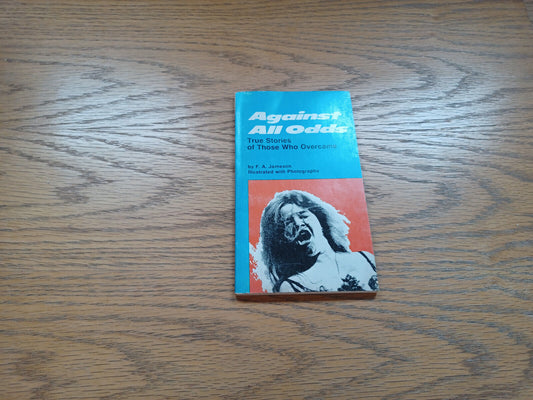 Against
All Odds
True Stories
of Those Who Overcame
by F. A. Jameson
Illustrated with Photographs